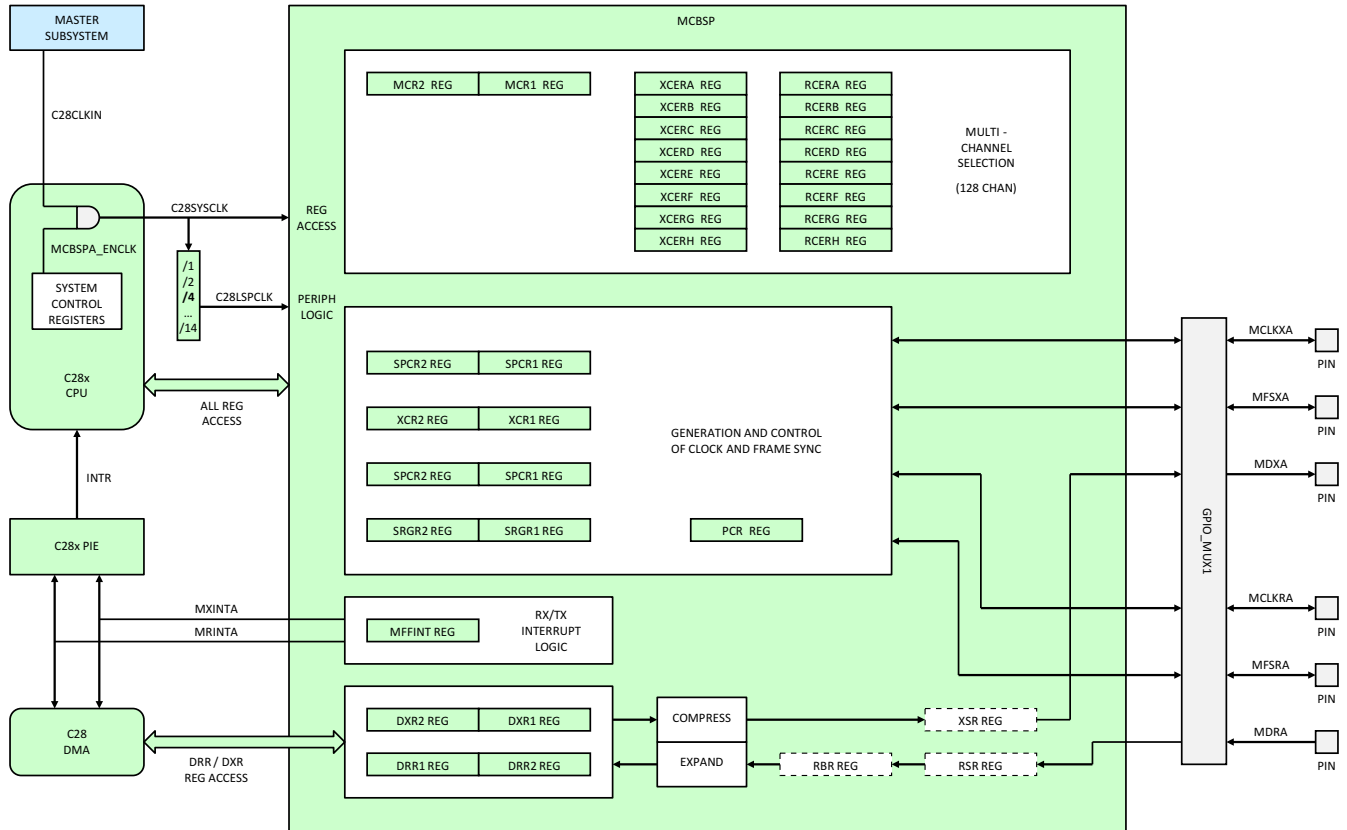 MASTER
SUBSYSTEM
MCBSP
C28CLKIN
MCR2 REG
MCR1 REG
XCERA REG
XCERB REG
XCERC REG
XCERD REG
XCERE REG
XCERF REG
XCERG REG
XCERH REG
RCERA REG
RCERB REG
RCERC REG
RCERD REG
RCERE REG
RCERF REG
RCERG REG
RCERH REG
MULTI -
CHANNEL
SELECTION
(128 CHAN)
C28SYSCLK
REG
ACCESS
MCBSPA_ENCLK
SYSTEM
CONTROL
REGISTERS
/1
/2
/4
...
/14
C28LSPCLK
PERIPH
LOGIC
C28x
CPU
ALL REG
ACCESS
SPCR2 REG
SPCR1 REG
XCR2 REG
XCR1 REG
SPCR2 REG
SPCR1 REG
SRGR2 REG
SRGR1 REG
GENERATION AND CONTROL
OF CLOCK AND FRAME SYNC
PCR REG
INTR
C28x PIE
MXINTA
MRINTA
MFFINT REG
RX/TX
INTERRUPT
LOGIC
C28
DMA
DRR / DXR
REG ACCESS
DXR2 REG
DXR1 REG
DRR1 REG
DRR2 REG
COMPRESS
EXPAND
XSR REG
RBR REG
RSR REG
GPIO_MUX1
MCLKXA
PIN
MFSXA
PIN
MDXA
PIN
MCLKRA
PIN
MFSRA
PIN
MDRA
PIN